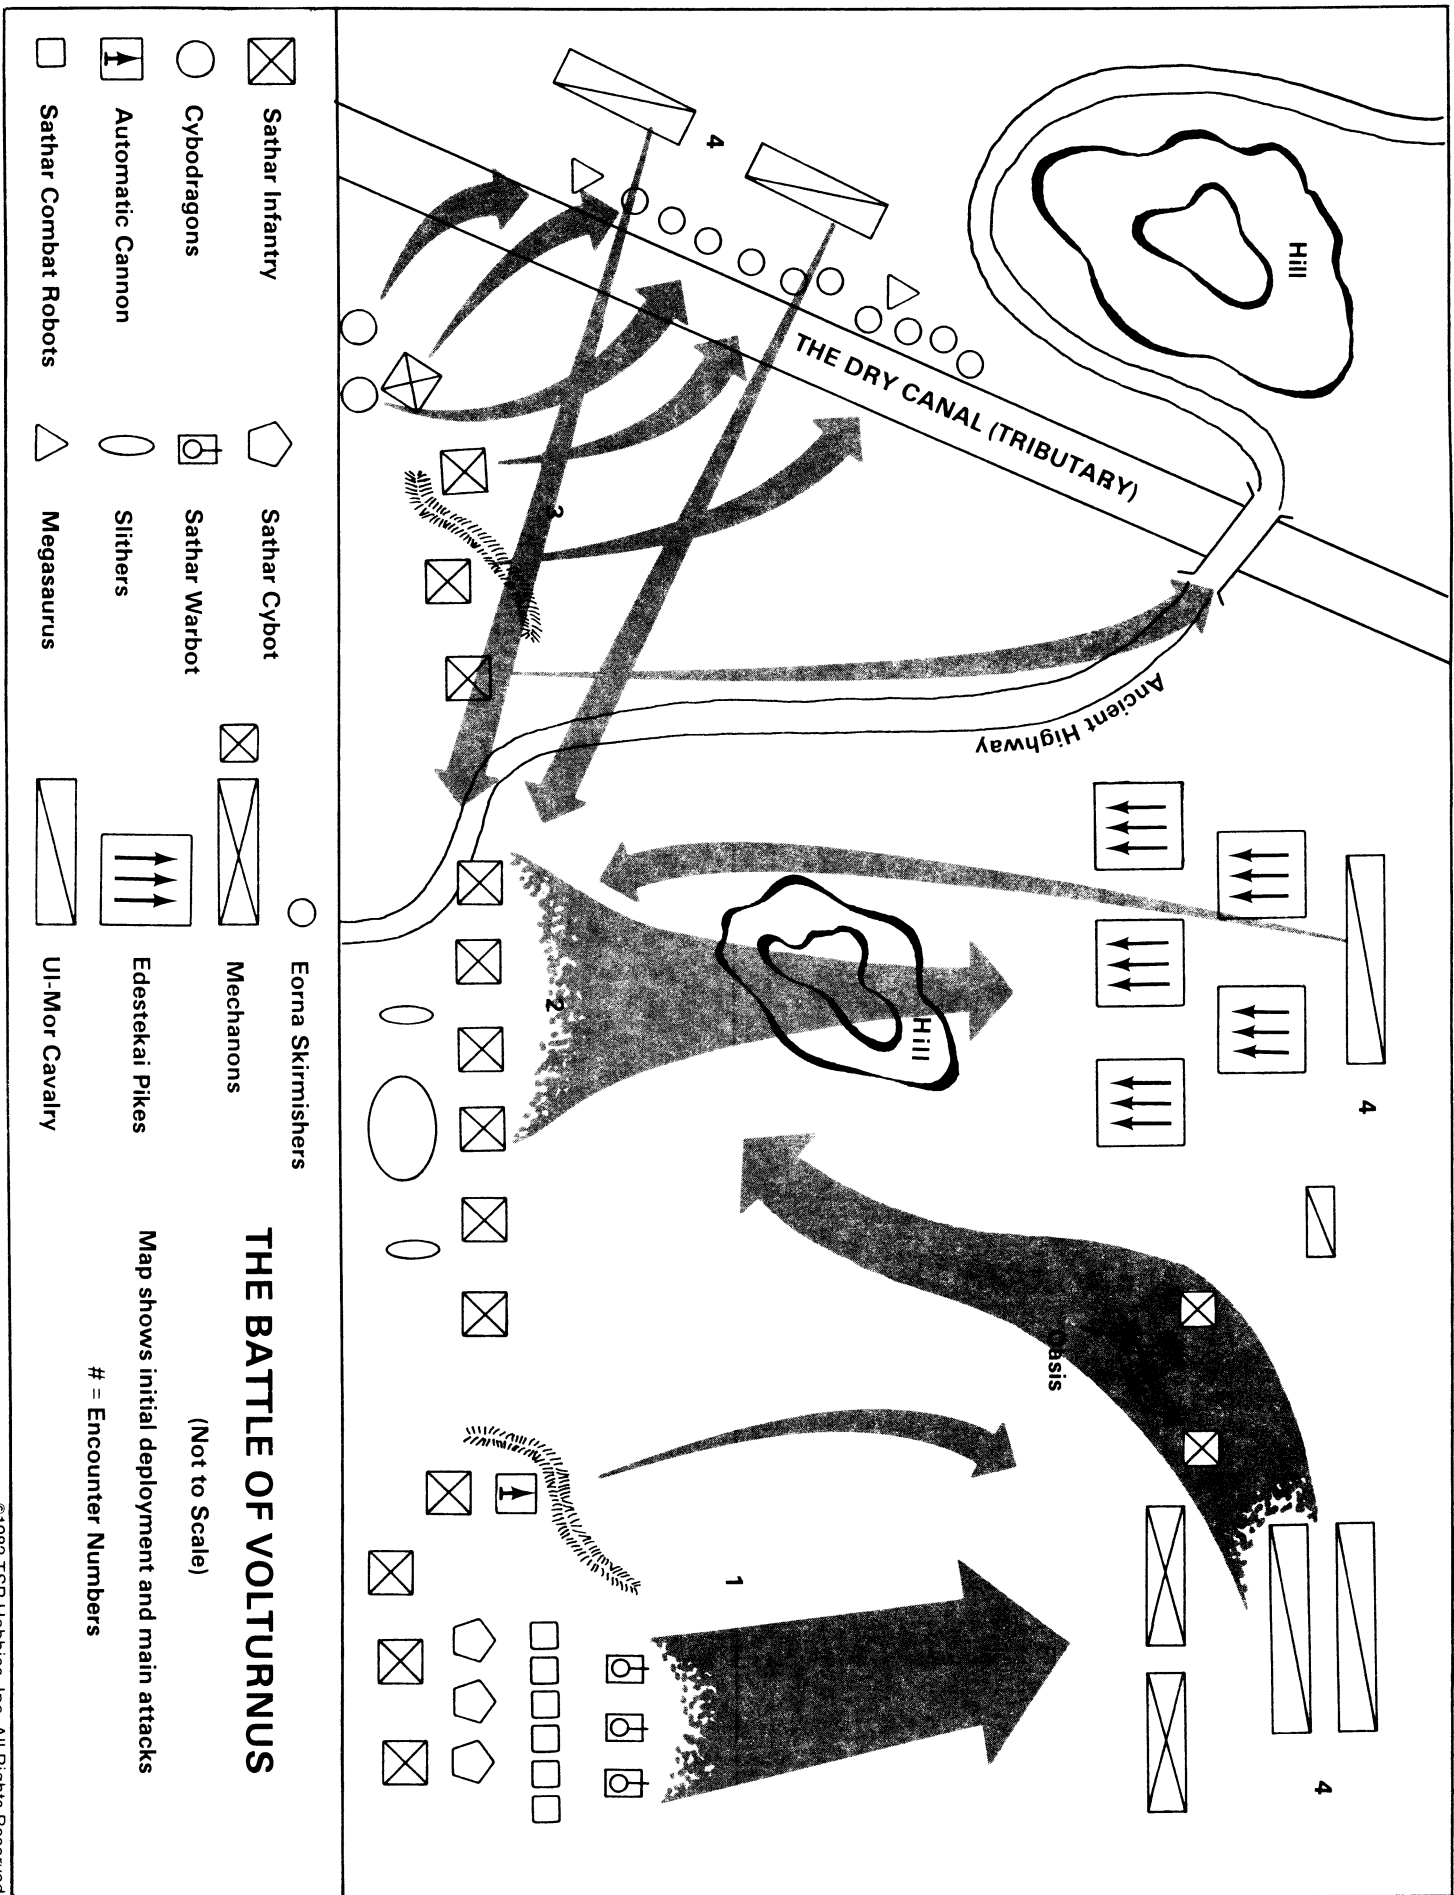 Hill
4
THE DRY CANAL (TRIBUTARY)
3
Ancient Highway
4
2
Hill
Oasis
1
4
Sathar Infantry
Cybodragons
Automatic Cannon
Sathar Combat Robots
Sathar Cybot
Sathar Warbot
Slithers
Megasaurus
Eorna Skirmishers
Mechanons
Edestekai Pikes
Ul-Mor Cavalry
THE BATTLE OF VOLTURNUS
(Not to Scale)
Map shows initial deployment and main attacks
# = Encounter Numbers